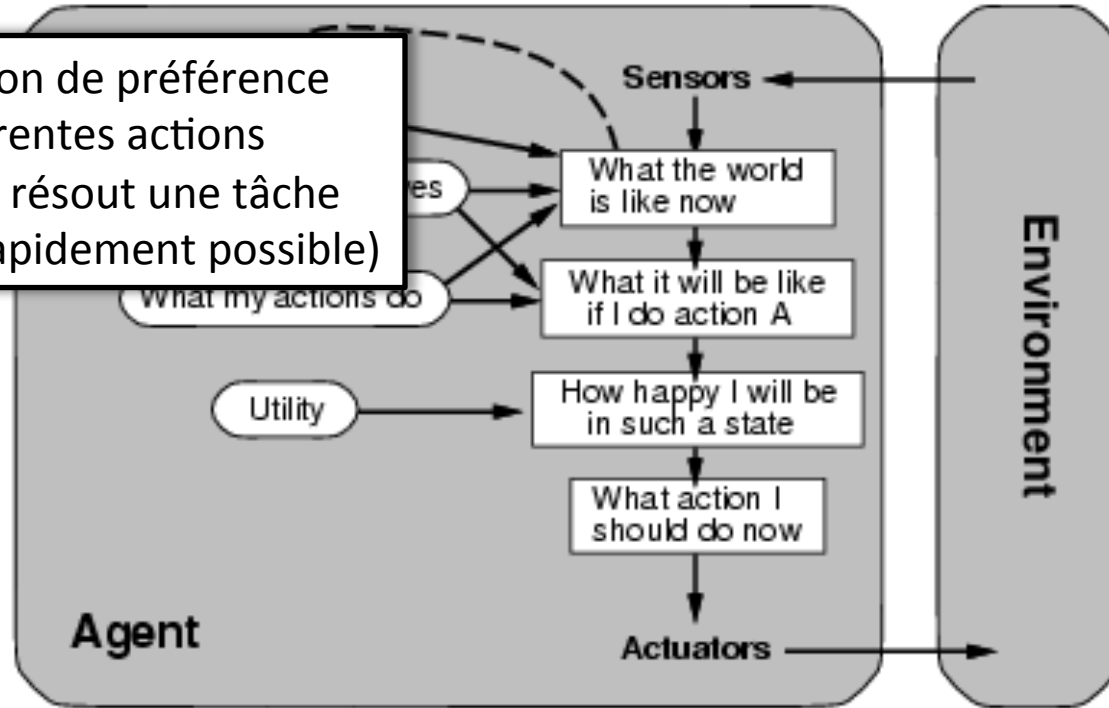 on de préférence
rentes actions
résout une tâche
apidement possible)
Sensors
What the world
is like now
What my actions do
What it will be like
if I do action A
Utility
How happy I will be
in such a state
What action I
should do now
Agent
Actuators
Environment